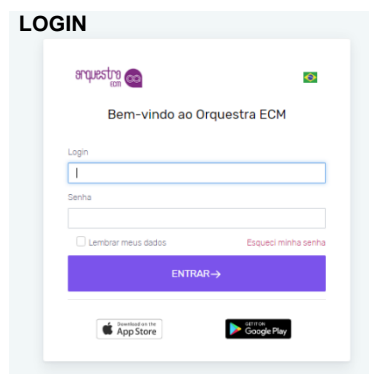 LOGIN
orquestra
ECM
Bem-vindo ao Orquestra ECM
Login
Senha
Lembrar meus dados
Esqueci minha senha
ENTRAR→
Download on the
App Store
GET IT ON
Google Play